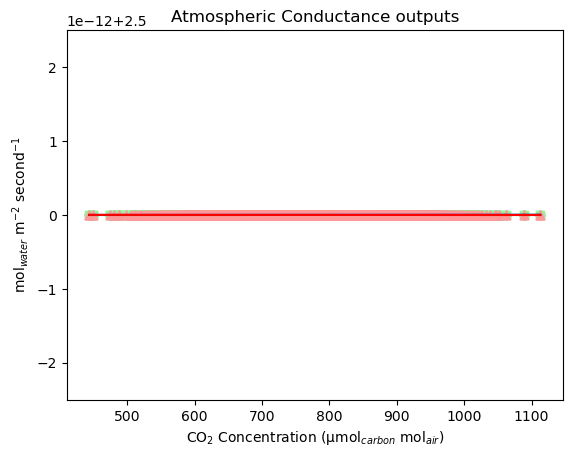 Atmospheric Conductance outputs
1e−12+2.5
2
1
0
−1
−2
mol_water m^−2 second^−1
500 600 700 800 900 1000 1100
CO₂ Concentration (μmol_carbon mol_air)